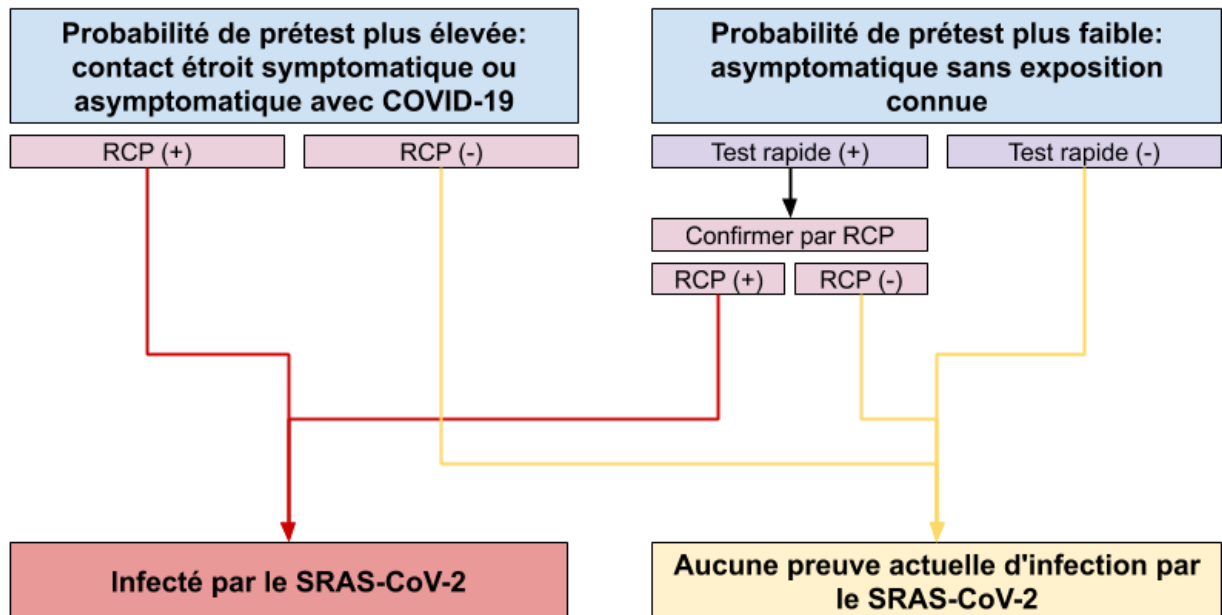 Probabilité de prétest plus élevée:
contact étroit symptomatique ou
asymptomatique avec COVID-19
Probabilité de prétest plus faible:
asymptomatique sans exposition
connue
RCP (+)
RCP (-)
Test rapide (+)
Test rapide (-)
Confirmer par RCP
RCP (+)
RCP (-)
Infecté par le SRAS-CoV-2
Aucune preuve actuelle d'infection par
le SRAS-CoV-2